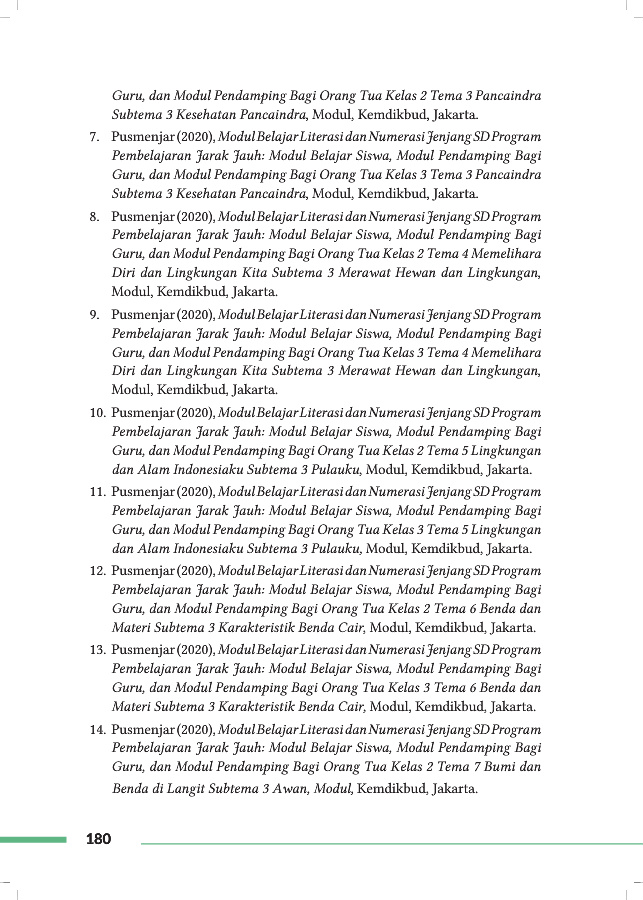 Guru, dan Modul Pendamping Bagi Orang Tua Kelas 2 Tema 3 Pancaindra
Subtema 3 Kesehatan Pancaindra, Modul, Kemdikbud, Jakarta.
7. Pusmenjar (2020), Modul Belajar Literasi dan Numerasi Jenjang SD Program
Pembelajaran Jarak Jauh: Modul Belajar Siswa, Modul Pendamping Bagi
Guru, dan Modul Pendamping Bagi Orang Tua Kelas 3 Tema 3 Pancaindra
Subtema 3 Kesehatan Pancaindra, Modul, Kemdikbud, Jakarta.
8. Pusmenjar (2020), Modul Belajar Literasi dan Numerasi Jenjang SD Program
Pembelajaran Jarak Jauh: Modul Belajar Siswa, Modul Pendamping Bagi
Guru, dan Modul Pendamping Bagi Orang Tua Kelas 2 Tema 4 Memelihara
Diri dan Lingkungan Kita Subtema 3 Merawat Hewan dan Lingkungan,
Modul, Kemdikbud, Jakarta.
9. Pusmenjar (2020), Modul Belajar Literasi dan Numerasi Jenjang SD Program
Pembelajaran Jarak Jauh: Modul Belajar Siswa, Modul Pendamping Bagi
Guru, dan Modul Pendamping Bagi Orang Tua Kelas 3 Tema 4 Memelihara
Diri dan Lingkungan Kita Subtema 3 Merawat Hewan dan Lingkungan,
Modul, Kemdikbud, Jakarta.
10. Pusmenjar (2020), Modul Belajar Literasi dan Numerasi Jenjang SD Program
Pembelajaran Jarak Jauh: Modul Belajar Siswa, Modul Pendamping Bagi
Guru, dan Modul Pendamping Bagi Orang Tua Kelas 2 Tema 5 Lingkungan
dan Alam Indonesiaku Subtema 3 Pulauku, Modul, Kemdikbud, Jakarta.
11. Pusmenjar (2020), Modul Belajar Literasi dan Numerasi Jenjang SD Program
Pembelajaran Jarak Jauh: Modul Belajar Siswa, Modul Pendamping Bagi
Guru, dan Modul Pendamping Bagi Orang Tua Kelas 3 Tema 5 Lingkungan
dan Alam Indonesiaku Subtema 3 Pulauku, Modul, Kemdikbud, Jakarta.
12. Pusmenjar (2020), Modul Belajar Literasi dan Numerasi Jenjang SD Program
Pembelajaran Jarak Jauh: Modul Belajar Siswa, Modul Pendamping Bagi
Guru, dan Modul Pendamping Bagi Orang Tua Kelas 2 Tema 6 Benda dan
Materi Subtema 3 Karakteristik Benda Cair, Modul, Kemdikbud, Jakarta.
13. Pusmenjar (2020), Modul Belajar Literasi dan Numerasi Jenjang SD Program
Pembelajaran Jarak Jauh: Modul Belajar Siswa, Modul Pendamping Bagi
Guru, dan Modul Pendamping Bagi Orang Tua Kelas 3 Tema 6 Benda dan
Materi Subtema 3 Karakteristik Benda Cair, Modul, Kemdikbud, Jakarta.
14. Pusmenjar (2020), Modul Belajar Literasi dan Numerasi Jenjang SD Program
Pembelajaran Jarak Jauh: Modul Belajar Siswa, Modul Pendamping Bagi
Guru, dan Modul Pendamping Bagi Orang Tua Kelas 2 Tema 7 Bumi dan
Benda di Langit Subtema 3 Awan, Modul, Kemdikbud, Jakarta.
180